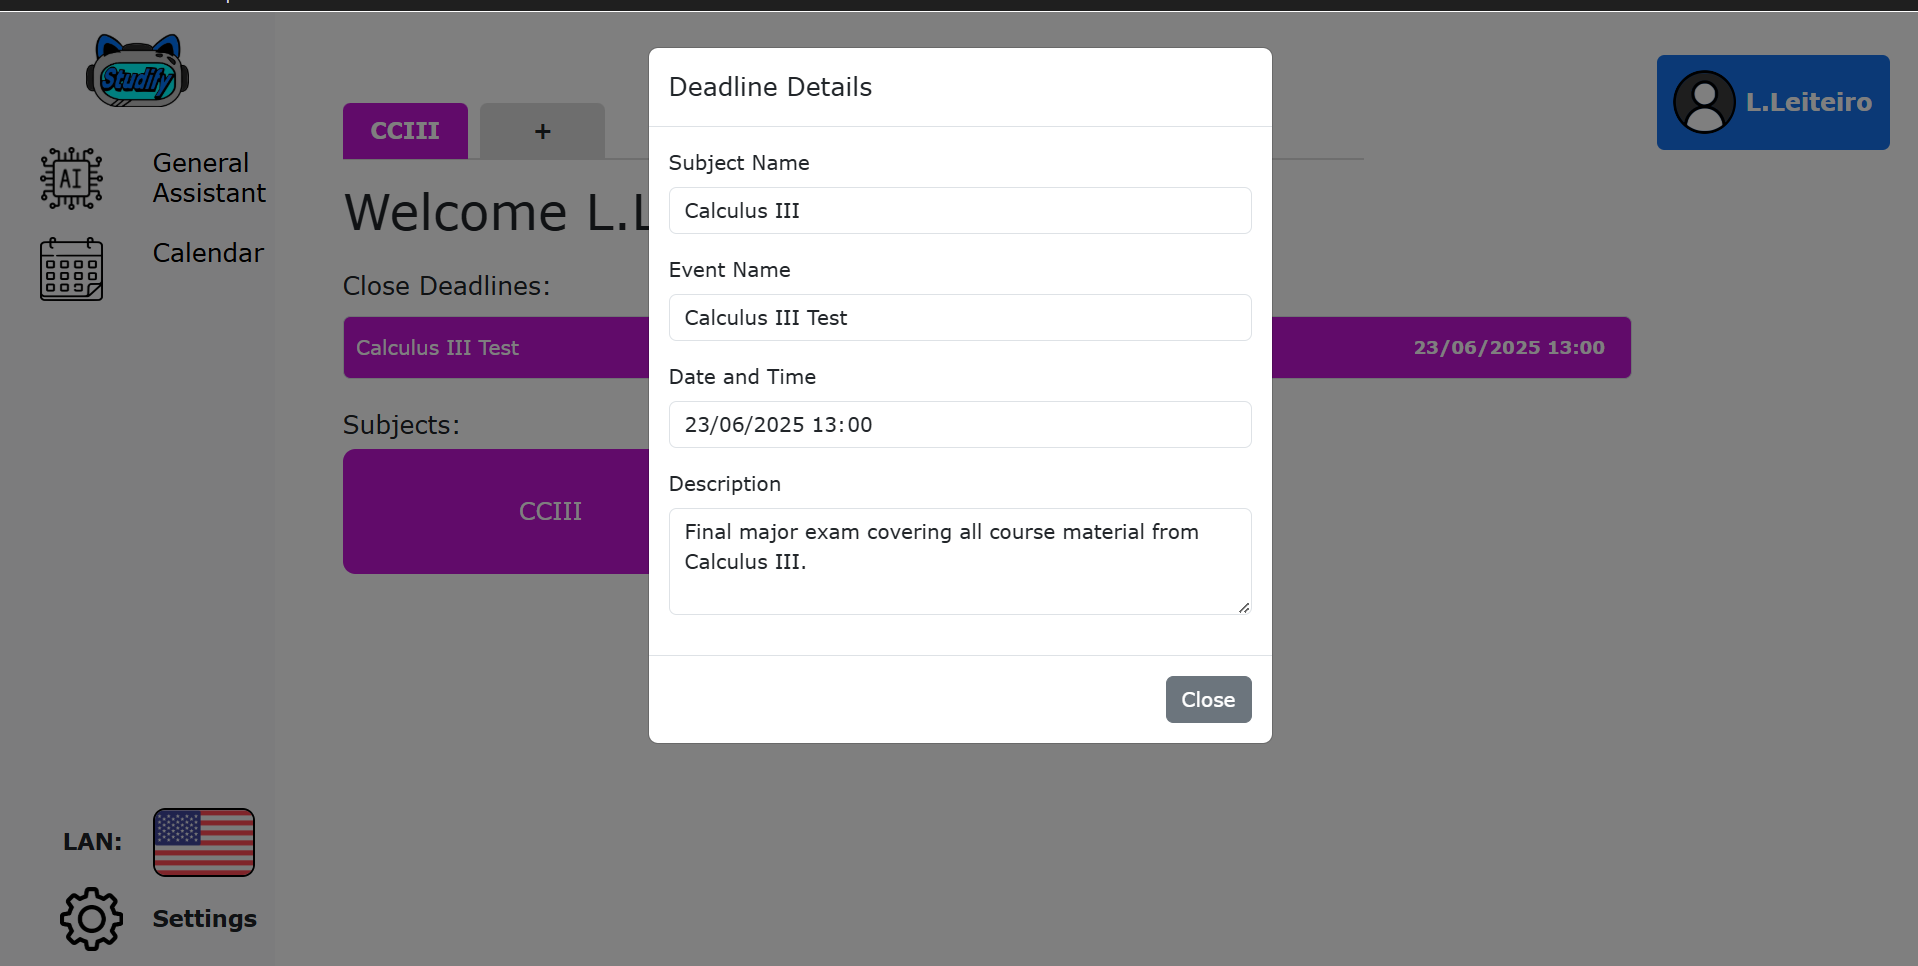 Studify
AI
General
Assistant
Calendar
LAN:
Settings
CCIII
+
Welcome L.L
Close Deadlines:
Calculus III Test
23/06/2025 13:00
Subjects:
CCIII
L.Leiteiro
Deadline Details
Subject Name
Calculus III
Event Name
Calculus III Test
Date and Time
23/06/2025 13:00
Description
Final major exam covering all course material from
Calculus III.
Close